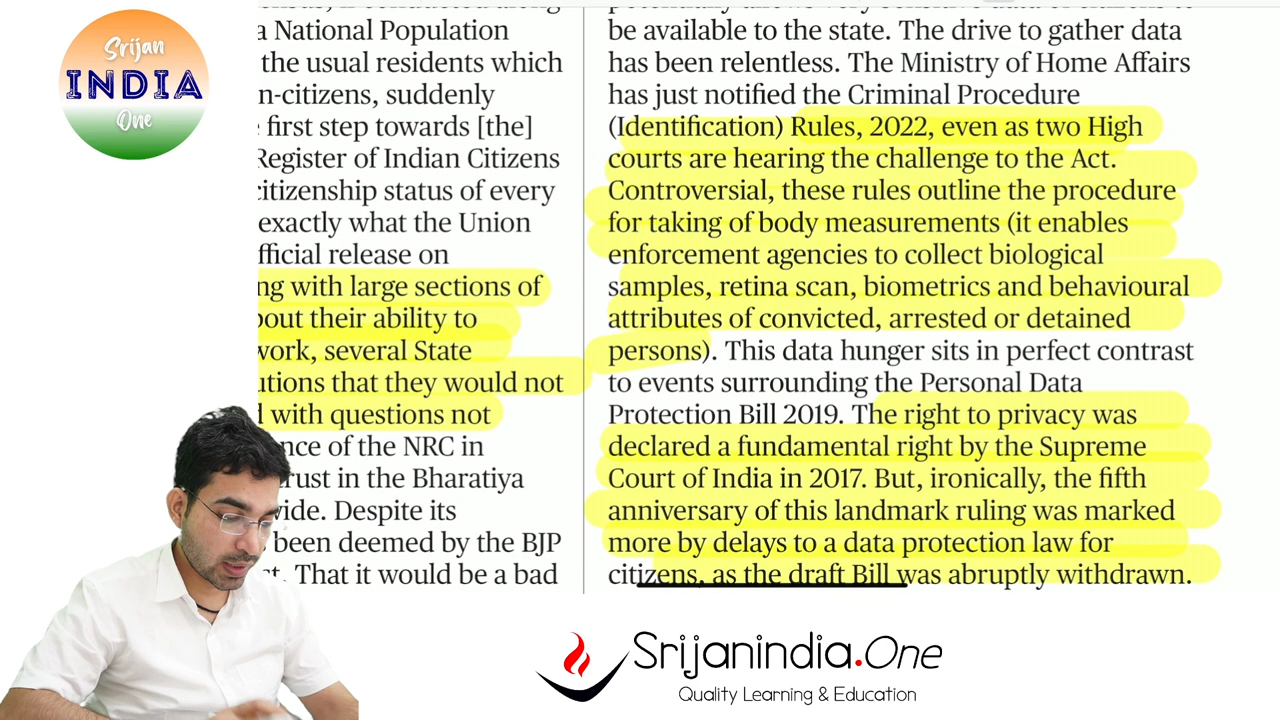 Srijan
INDIA
One
a National Population
the usual residents which
n-citizens, suddenly
first step towards [the]
Register of Indian Citizens
citizenship status of every
exactly what the Union
fficial release on
ng with large sections of
bout their ability to
work, several State
utions that they would not
d with questions not
nce of the NRC in
trust in the Bharatiya
wide. Despite its
been deemed by the BJP
st. That it would be a bad
be available to the state. The drive to gather data
has been relentless. The Ministry of Home Affairs
has just notified the Criminal Procedure
(Identification) Rules, 2022, even as two High
courts are hearing the challenge to the Act.
Controversial, these rules outline the procedure
for taking of body measurements (it enables
enforcement agencies to collect biological
samples, retina scan, biometrics and behavioural
attributes of convicted, arrested or detained
persons). This data hunger sits in perfect contrast
to events surrounding the Personal Data
Protection Bill 2019. The right to privacy was
declared a fundamental right by the Supreme
Court of India in 2017. But, ironically, the fifth
anniversary of this landmark ruling was marked
more by delays to a data protection law for
citizens, as the draft Bill was abruptly withdrawn.
Srijanindia.One
Quality Learning & Education